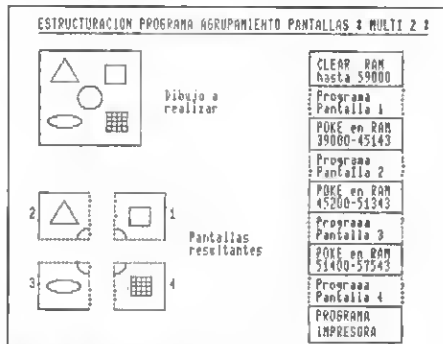 ESTRUCTURACION PROGRAMA AGRUPAMIENTO PANTALLAS * MULTI 2 *
Dibujo a
realizar
2
1
Pantallas
resultantes
3
4
CLEAR RAM
hasta 59000
Programa
Pantalla 1
POKE en RAM
39000-45143
Programa
Pantalla 2
POKE en RAM
45200-51343
Programa
Pantalla 3
POKE en RAM
51400-57543
Programa
Pantalla 4
PROGRAMA
IMPRESORA